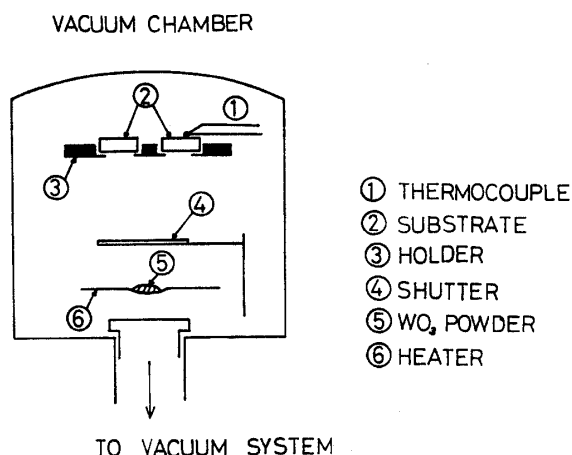 VACUUM CHAMBER
① 
②
③
④
⑤
⑥
① THERMOCOUPLE
② SUBSTRATE
③ HOLDER
④ SHUTTER
⑤ WO₃ POWDER
⑥ HEATER
TO VACUUM SYSTEM